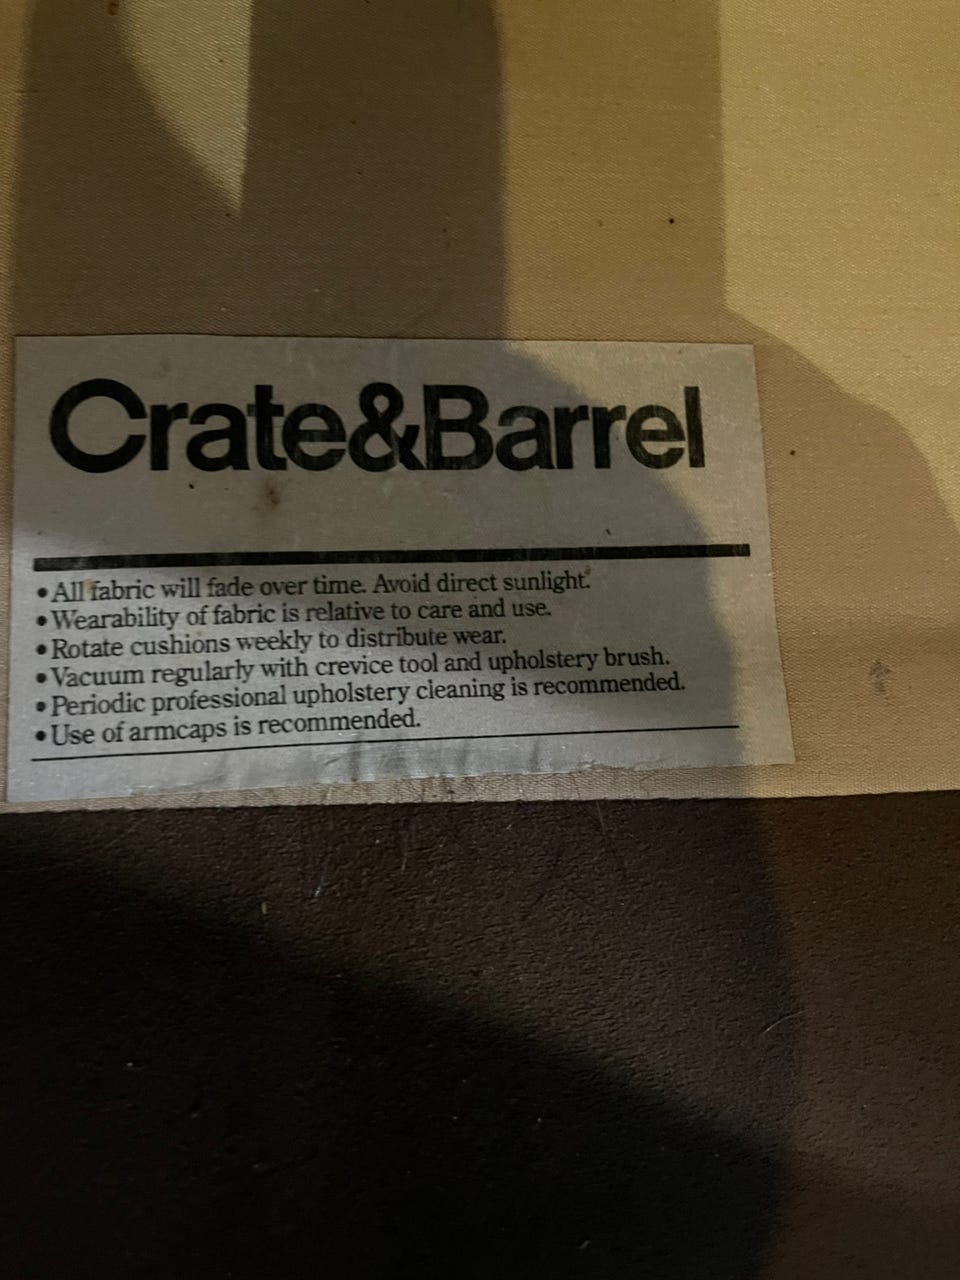 Crate&Barrel
• All fabric will fade over time. Avoid direct sunlight.
• Wearability of fabric is relative to care and use.
• Rotate cushions weekly to distribute wear.
• Vacuum regularly with crevice tool and upholstery brush.
• Periodic professional upholstery cleaning is recommended.
• Use of armcaps is recommended.